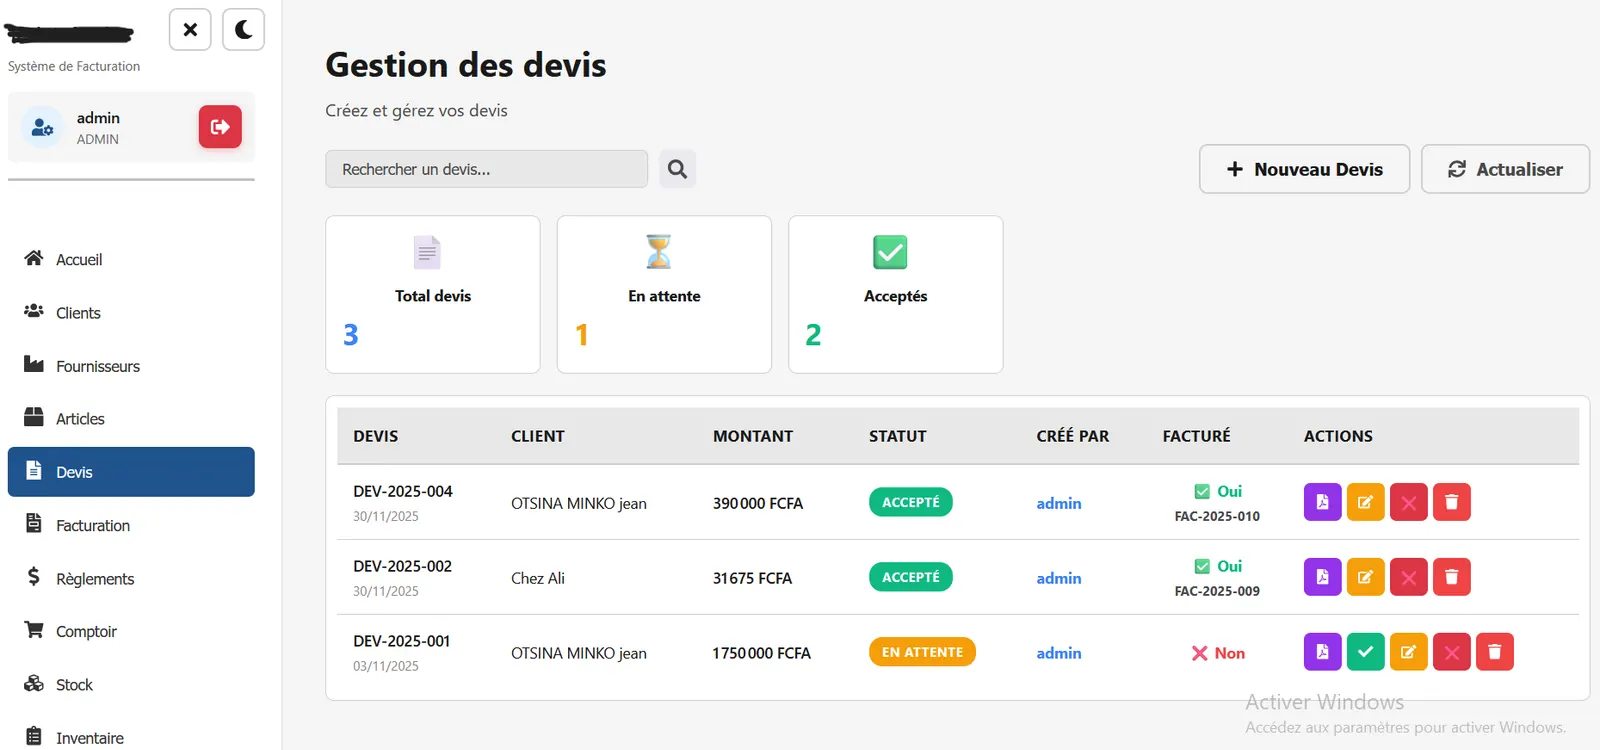 Système de Facturation
admin
ADMIN
Accueil
Clients
Fournisseurs
Articles
Devis
Facturation
Règlements
Comptoir
Stock
Inventaire
Gestion des devis
Créez et gérez vos devis
Rechercher un devis...
Nouveau Devis
Actualiser
Total devis
3
En attente
1
Acceptés
2
DEVIS CLIENT MONTANT STATUT CRÉÉ PAR FACTURÉ ACTIONS
DEV-2025-004
30/11/2025
OTSINA MINKO jean
390 000 FCFA
ACCEPTÉ
admin
Oui
FAC-2025-010
DEV-2025-002
30/11/2025
Chez Ali
31 675 FCFA
ACCEPTÉ
admin
Oui
FAC-2025-009
DEV-2025-001
03/11/2025
OTSINA MINKO jean
1 750 000 FCFA
EN ATTENTE
admin
Non
Activer Windows
Accédez aux paramètres pour activer Windows.